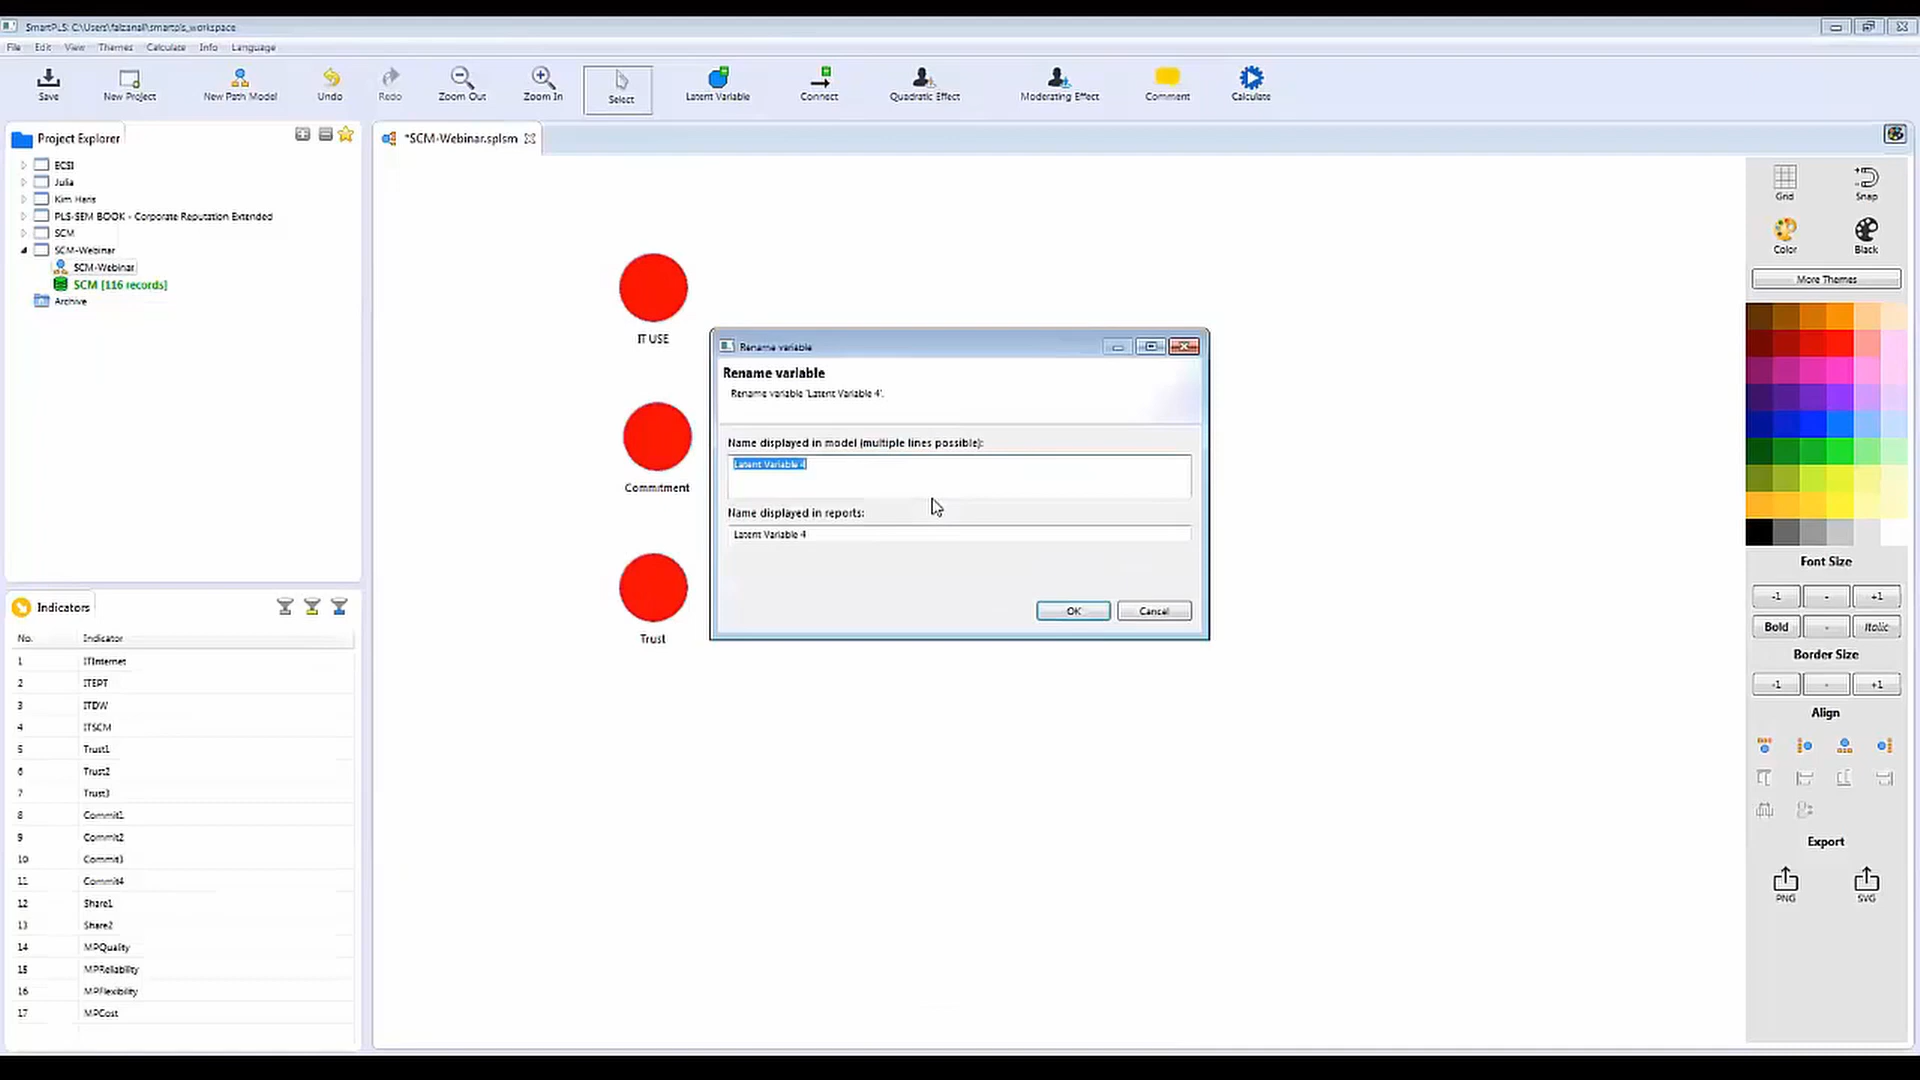 SmartPLS: C:\Users\faizanali\smartpls_workspace
File Edit View Themes Calculate Info Language
Save New Project New Path Model Undo Redo Zoom Out Zoom In Select Latent Variable Connect Quadratic Effect Moderating Effect Comment Calculate
Project Explorer
ECSI
Julia
Kim Haris
PLS-SEM BOOK - Corporate Reputation Extended
SCM
SCM-Webinar
SCM-Webinar
SCM [116 records]
Archive
Indicators
No. Indicator
1 ITInternet
2 ITEPT
3 ITDW
4 ITSCM
5 Trust1
6 Trust2
7 Trust3
8 Commit1
9 Commit2
10 Commit3
11 Commit4
12 Share1
13 Share2
14 MPQuality
15 MPReliability
16 MPFlexibility
17 MPCost
*SCM-Webinar.splsm
IT USE
Commitment
Trust
Rename variable
Rename variable
Rename variable 'Latent Variable 4'.
Name displayed in model (multiple lines possible):
Latent Variable 4
Name displayed in reports:
Latent Variable 4
OK Cancel
Grid Snap
Color Black
More Themes
Font Size
-1 - +1
Bold - Italic
Border Size
-1 - +1
Align
Export
PNG SVG